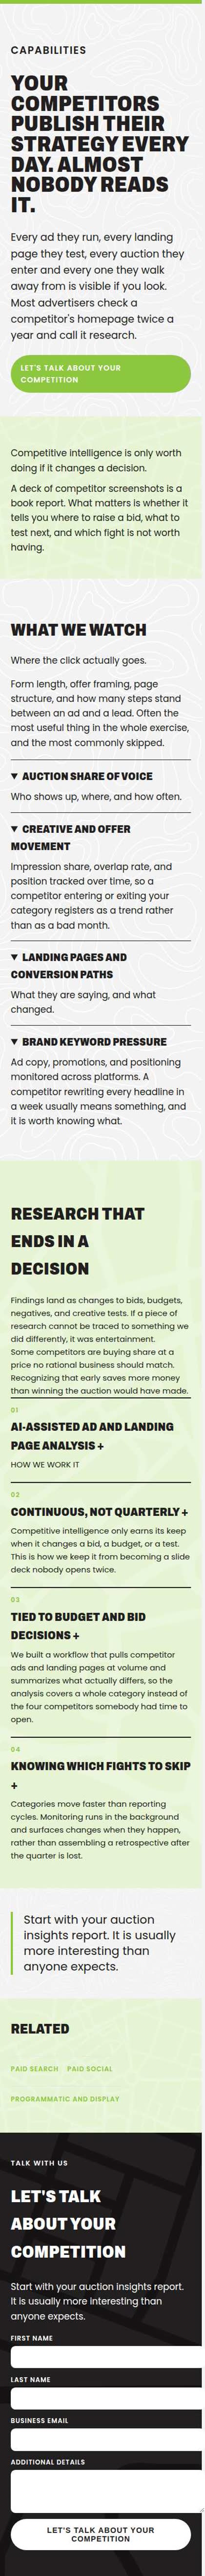 CAPABILITIES
YOUR
COMPETITORS
PUBLISH THEIR
STRATEGY EVERY
DAY. ALMOST
NOBODY READS
IT.
Every ad they run, every landing
page they test, every auction they
enter and every one they walk
away from is visible if you look.
Most advertisers check a
competitor's homepage twice a
year and call it research.
LET'S TALK ABOUT YOUR
COMPETITION
Competitive intelligence is only worth
doing if it changes a decision.
A deck of competitor screenshots is a
book report. What matters is whether it
tells you where to raise a bid, what to
test next, and which fight is not worth
having.
WHAT WE WATCH
Where the click actually goes.
Form length, offer framing, page
structure, and how many steps stand
between an ad and a lead. Often the
most useful thing in the whole exercise,
and the most commonly skipped.
▼ AUCTION SHARE OF VOICE
Who shows up, where, and how often.
▼ CREATIVE AND OFFER
MOVEMENT
Impression share, overlap rate, and
position tracked over time, so a
competitor entering or exiting your
category registers as a trend rather
than as a bad month.
▼ LANDING PAGES AND
CONVERSION PATHS
What they are saying, and what
changed.
▼ BRAND KEYWORD PRESSURE
Ad copy, promotions, and positioning
monitored across platforms. A
competitor rewriting every headline in
a week usually means something, and
it is worth knowing what.
RESEARCH THAT
ENDS IN A
DECISION
Findings land as changes to bids, budgets,
negatives, and creative tests. If a piece of
research cannot be traced to something we
did differently, it was entertainment.
Some competitors are buying share at a
price no rational business should match.
Recognizing that early saves more money
than winning the auction would have made.
01
AI-ASSISTED AD AND LANDING
PAGE ANALYSIS +
HOW WE WORK IT
02
CONTINUOUS, NOT QUARTERLY +
Competitive intelligence only earns its keep
when it changes a bid, a budget, or a test.
This is how we keep it from becoming a slide
deck nobody opens twice.
03
TIED TO BUDGET AND BID
DECISIONS +
We built a workflow that pulls competitor
ads and landing pages at volume and
summarizes what actually differs, so the
analysis covers a whole category instead of
the four competitors somebody had time to
open.
04
KNOWING WHICH FIGHTS TO SKIP
+
Categories move faster than reporting
cycles. Monitoring runs in the background
and surfaces changes when they happen,
rather than assembling a retrospective after
the quarter is lost.
Start with your auction
insights report. It is usually
more interesting than
anyone expects.
RELATED
PAID SEARCH PAID SOCIAL
PROGRAMMATIC AND DISPLAY
TALK WITH US
LET'S TALK
ABOUT YOUR
COMPETITION
Start with your auction insights report.
It is usually more interesting than
anyone expects.
FIRST NAME
LAST NAME
BUSINESS EMAIL
ADDITIONAL DETAILS
LET'S TALK ABOUT YOUR
COMPETITION